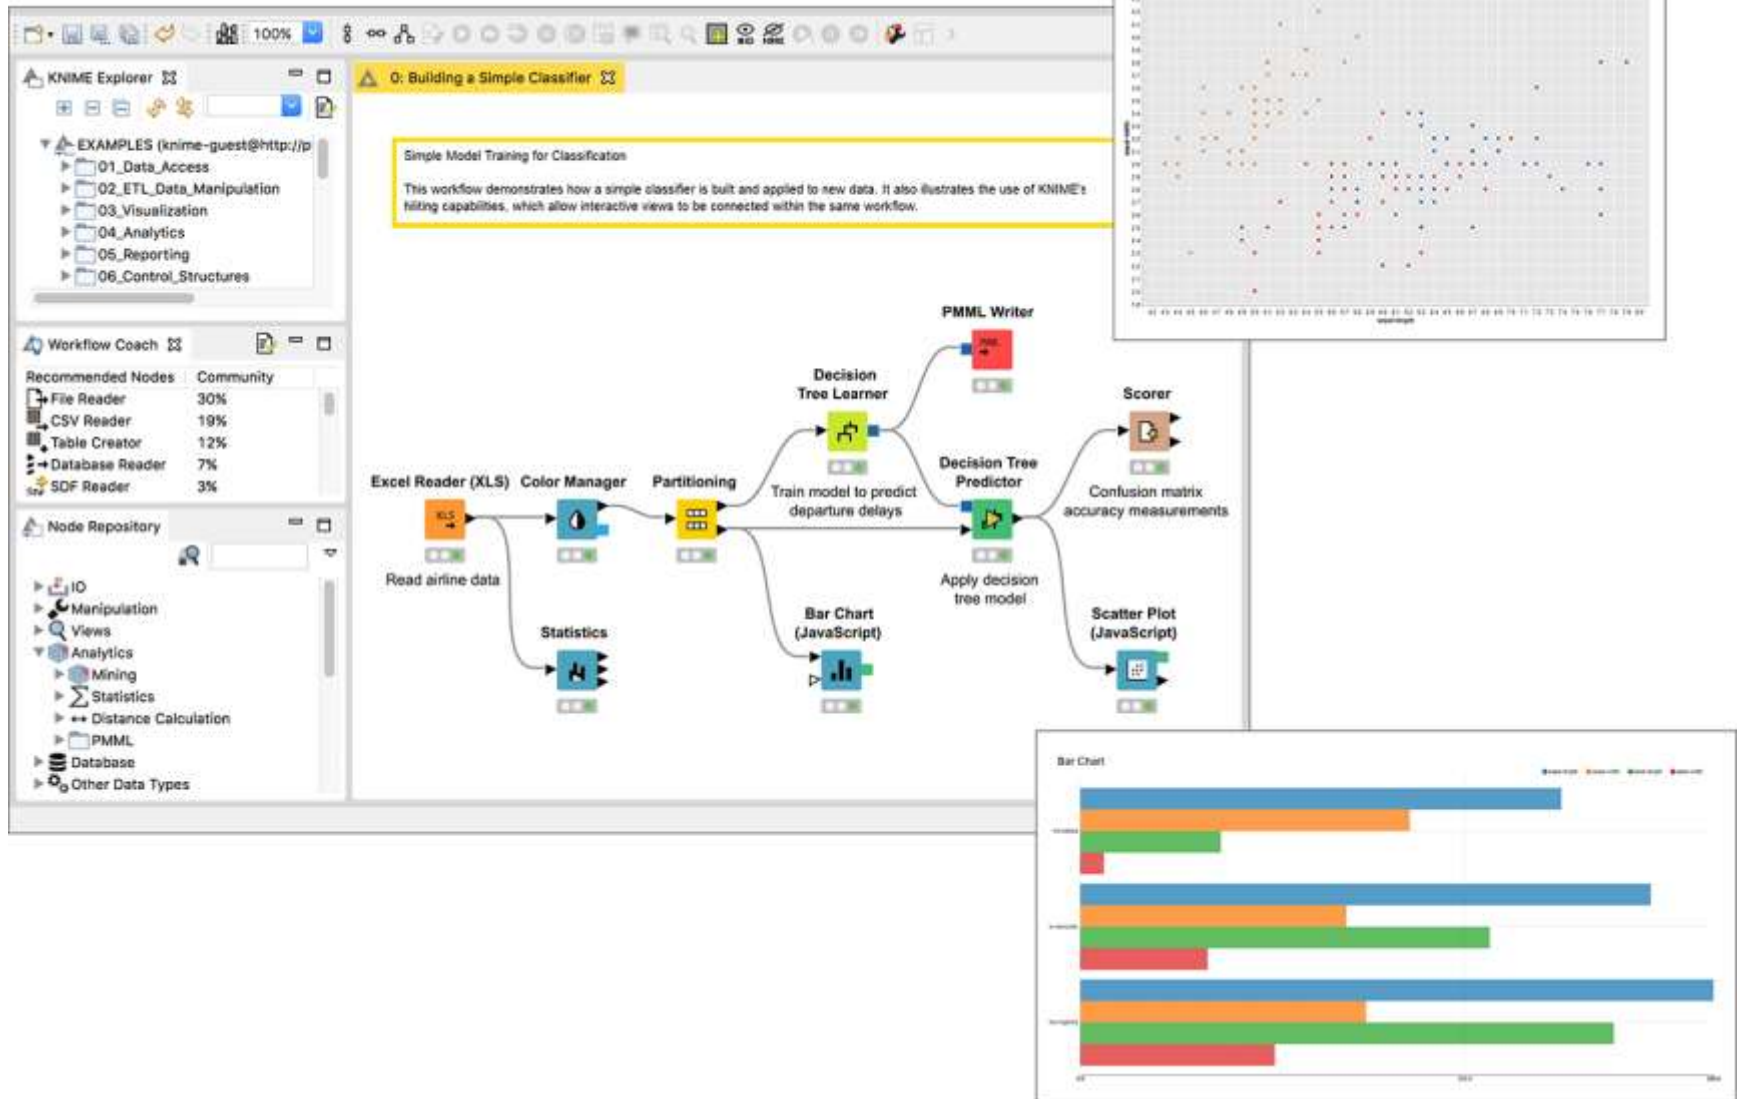 100%
KNIME Explorer
EXAMPLES (knime-guest@http://p
01_Data_Access
02_ETL_Data_Manipulation
03_Visualization
04_Analytics
05_Reporting
06_Control_Structures
Workflow Coach
Recommended Nodes Community
File Reader 30%
CSV Reader 19%
Table Creator 12%
Database Reader 7%
SDF Reader 3%
Node Repository
IO
Manipulation
Views
Analytics
Mining
Statistics
Distance Calculation
PMML
Database
Other Data Types
0: Building a Simple Classifier
Simple Model Training for Classification
This workflow demonstrates how a simple classifier is built and applied to new data. It also illustrates the use of KNIME's
hiliting capabilities, which allow interactive views to be connected within the same workflow.
PMML Writer
Decision
Tree Learner
Train model to predict
departure delays
Scorer
Confusion matrix
accuracy measurements
Excel Reader (XLS)
XLS
Read airline data
Color Manager
Partitioning
Decision Tree
Predictor
Apply decision
tree model
Statistics
Bar Chart
(JavaScript)
Scatter Plot
(JavaScript)
Bar Chart